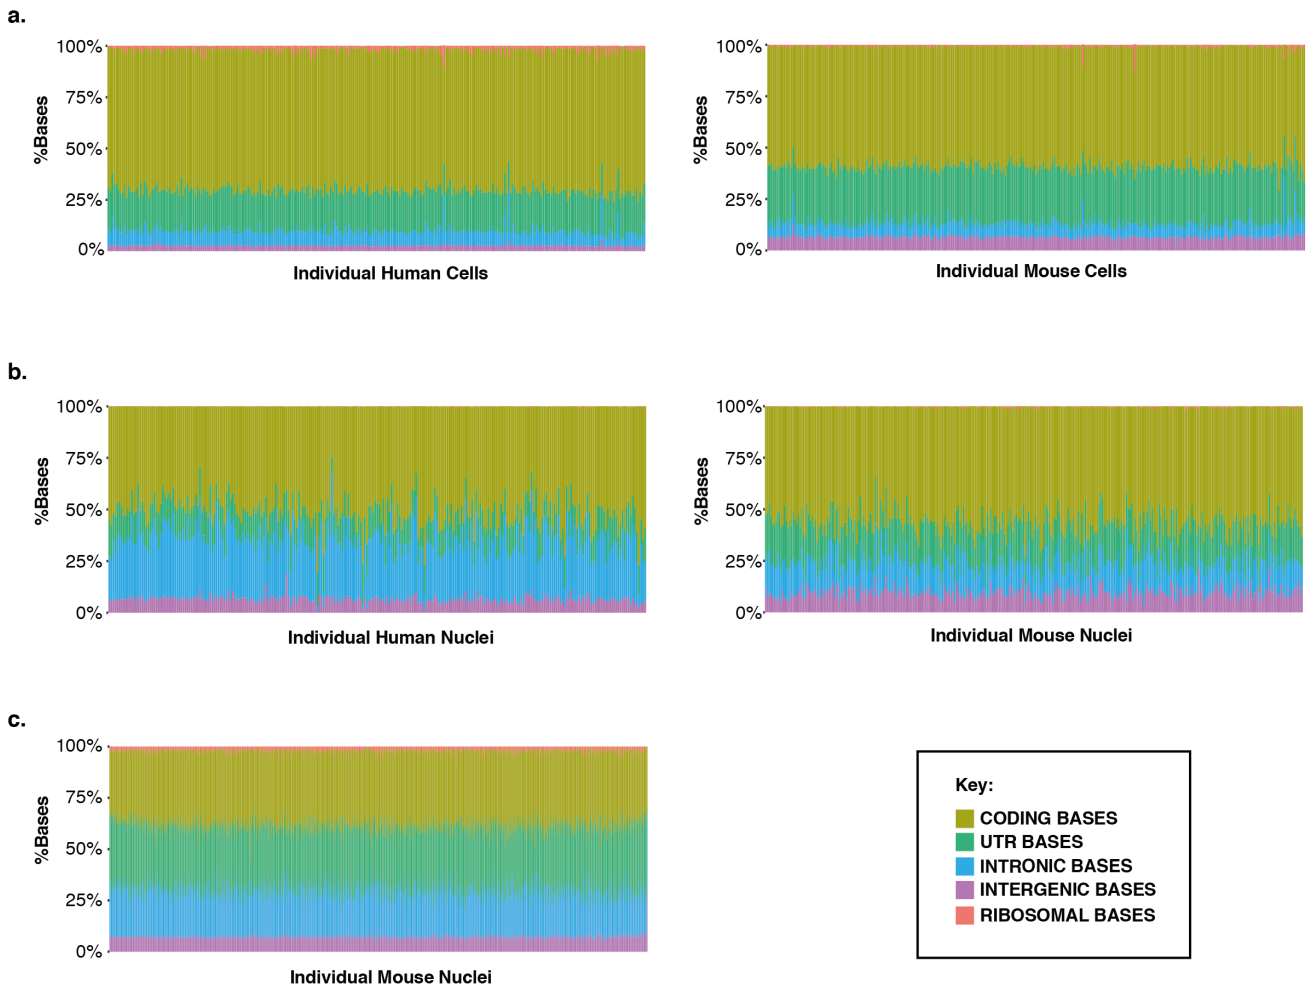 a.
100%
75%
50%
25%
0%
%Bases
Individual Human Cells
100%
75%
50%
25%
0%
%Bases
Individual Mouse Cells
b.
100%
75%
50%
25%
0%
%Bases
Individual Human Nuclei
100%
75%
50%
25%
0%
%Bases
Individual Mouse Nuclei
c.
100%
75%
50%
25%
0%
%Bases
Individual Mouse Nuclei
Key:
CODING BASES
UTR BASES
INTRONIC BASES
INTERGENIC BASES
RIBOSOMAL BASES